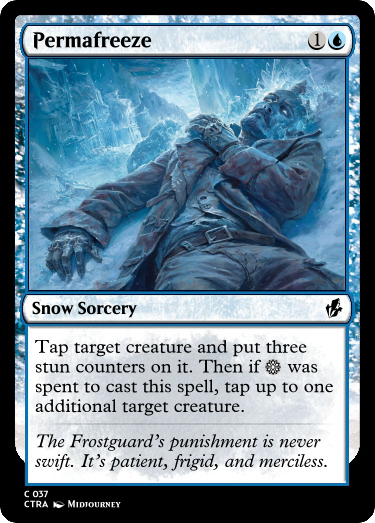 Permafreeze 1
Snow Sorcery
Tap target creature and put three
stun counters on it. Then if was
spent to cast this spell, tap up to one
additional target creature.
The Frostguard's punishment is never
swift. It's patient, frigid, and merciless.
C 037
CTRA Midjourney